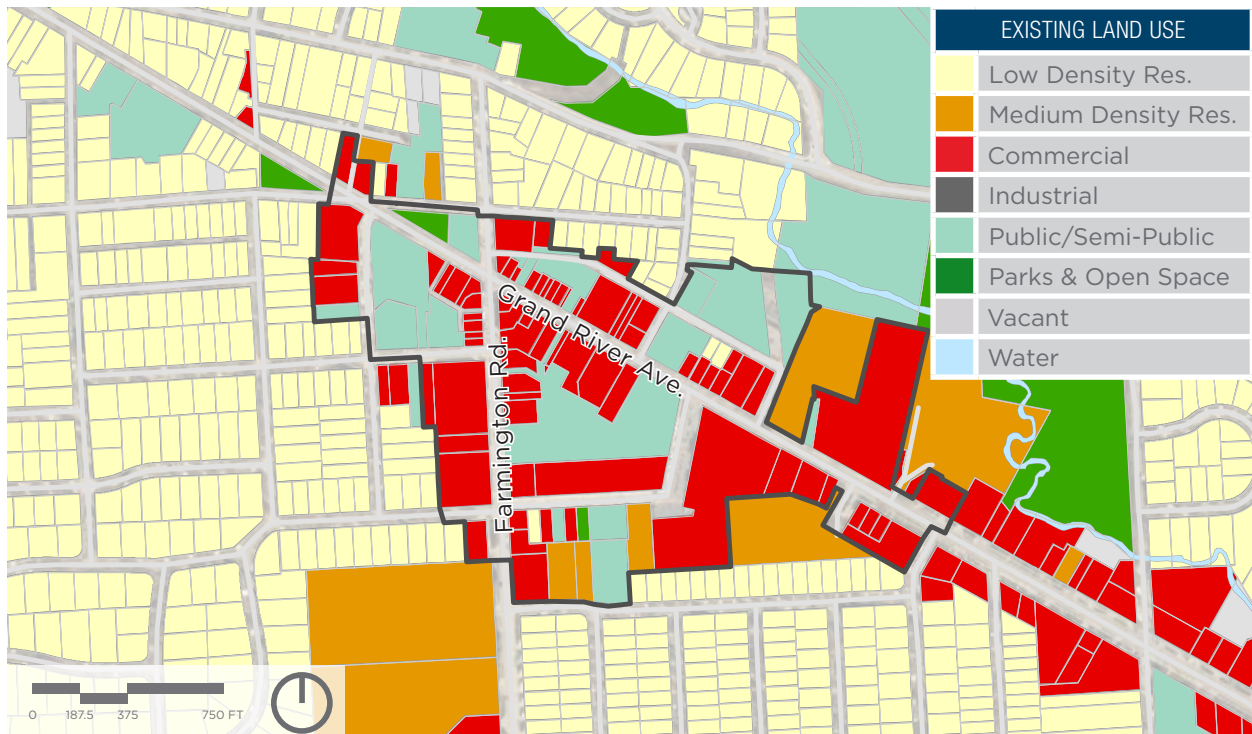 EXISTING LAND USE
Low Density Res.
Medium Density Res.
Commercial
Industrial
Public/Semi-Public
Parks & Open Space
Vacant
Water
Grand River Ave.
Farmington Rd.
0 187.5 375 750 FT